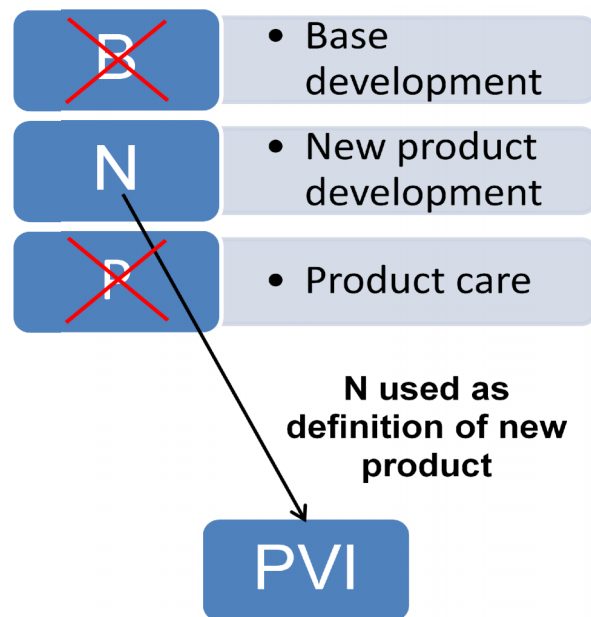 B
• Base
development
N
• New product
development
P
• Product care
N used as
definition of new
product
PVI